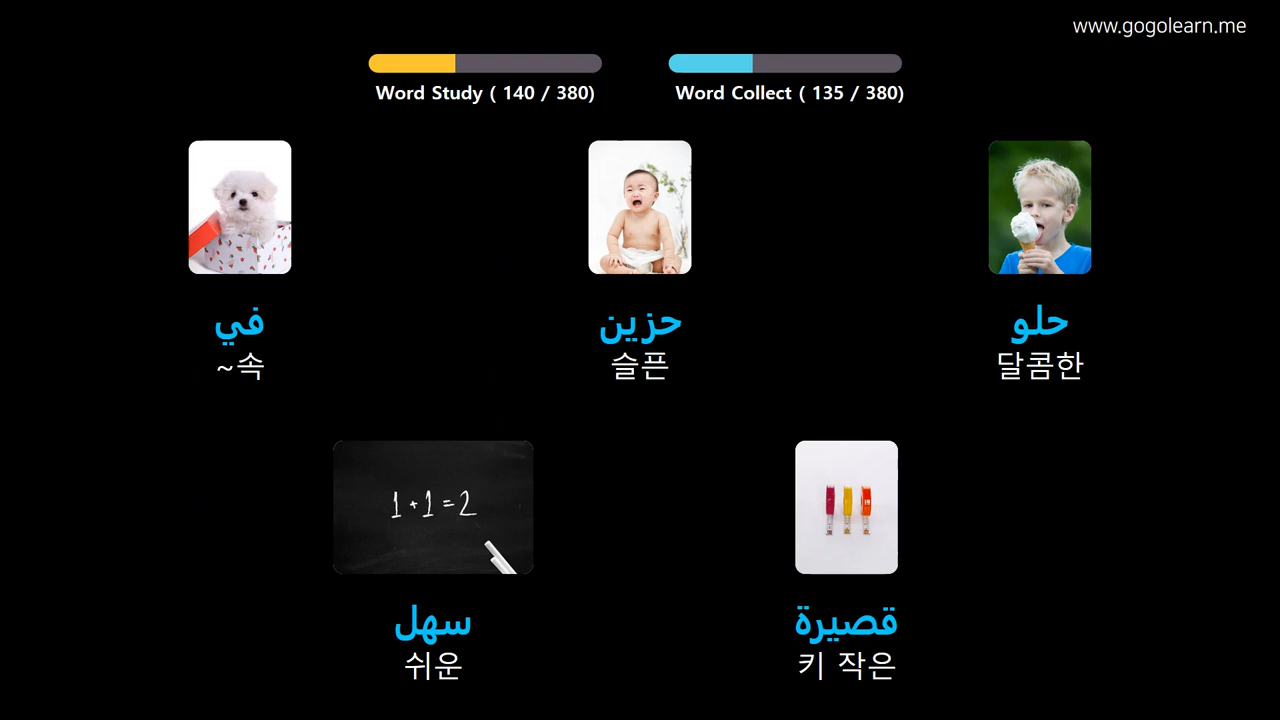 www.gogolearn.me
Word Study ( 140 / 380)
Word Collect ( 135 / 380)
في
~속
حزين
슬픈
حلو
달콤한
1+1=2
سهل
쉬운
قصيرة
키 작은